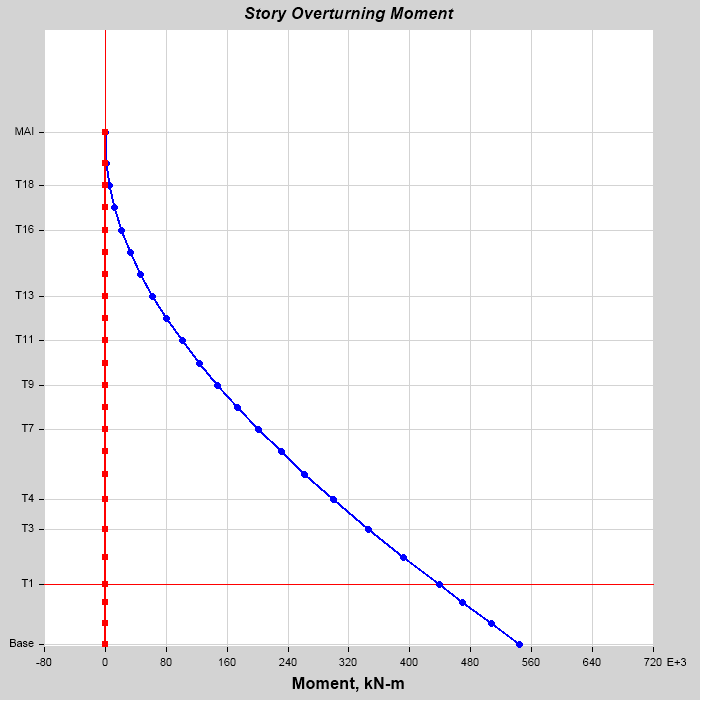 Story Overturning Moment
MAI
T18
T16
T13
T11
T9
T7
T4
T3
T1
Base
-80 0 80 160 240 320 400 480 560 640 720 E+3
Moment, kN-m